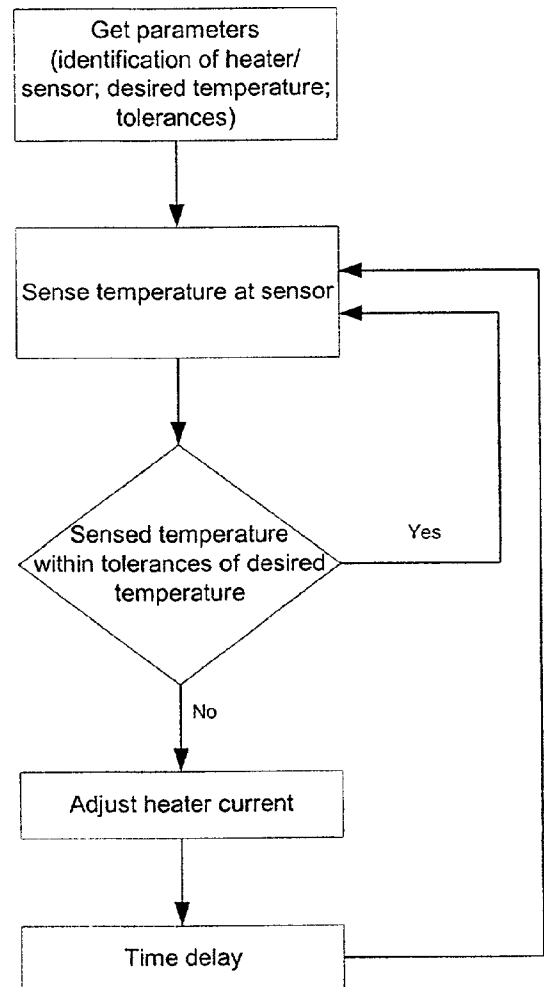 Get parameters
(identification of heater/
sensor; desired temperature;
tolerances)
Sense temperature at sensor
Sensed temperature
within tolerances of desired
temperature
Yes
No
Adjust heater current
Time delay